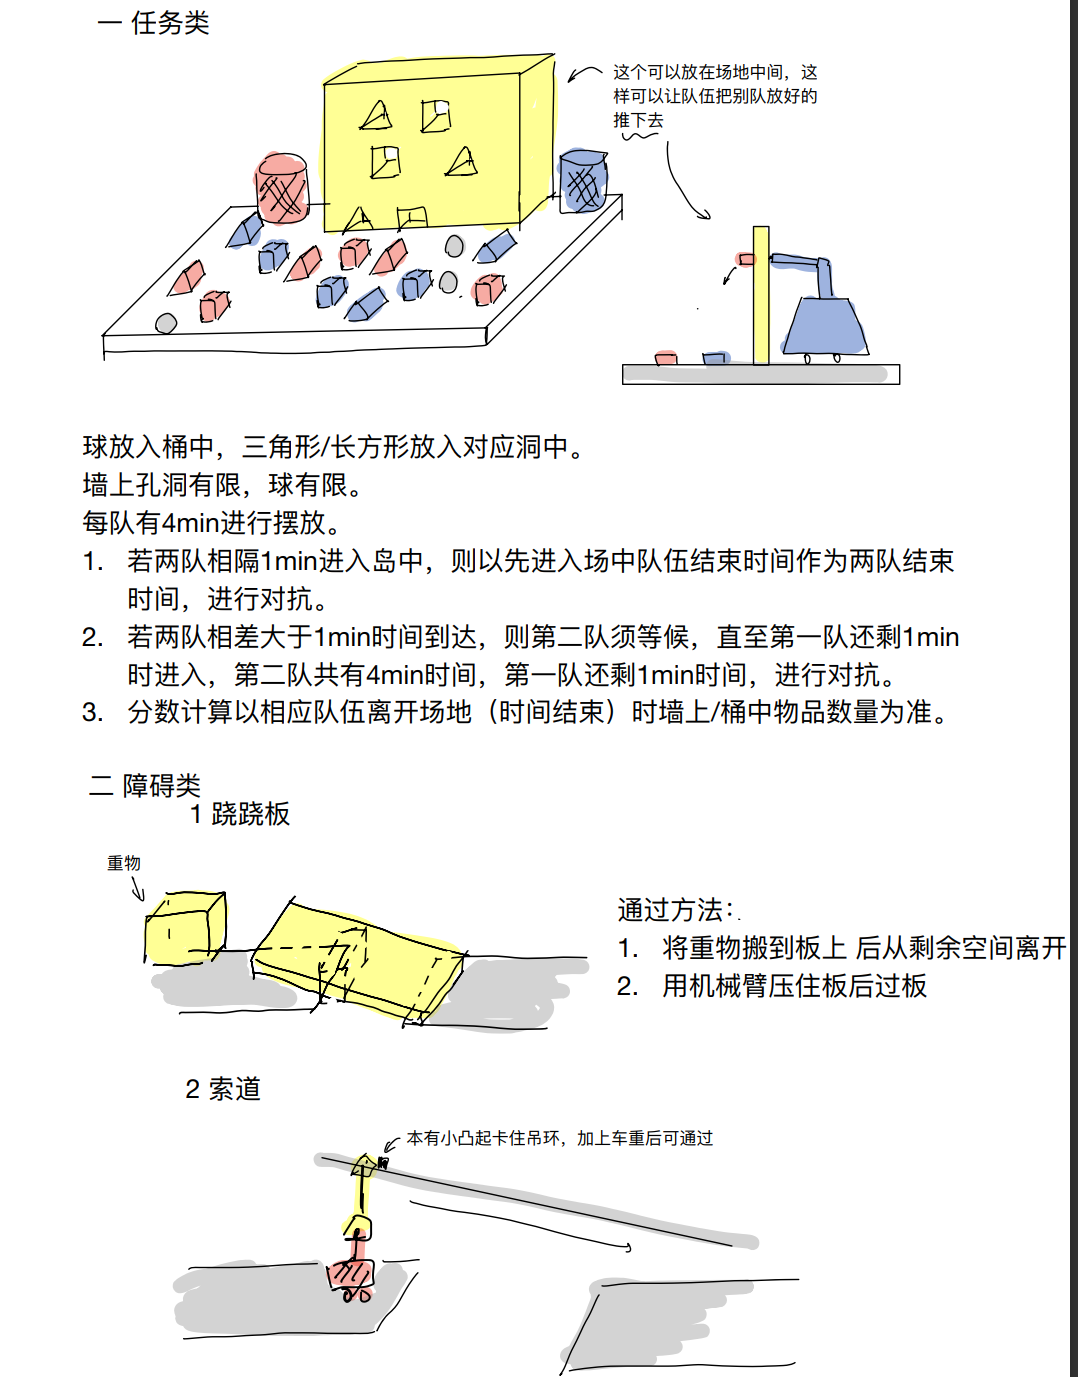 一 任务类
这个可以放在场地中间，这
样可以让队伍把别队放好的
推下去
球放入桶中，三角形/长方形放入对应洞中。
墙上孔洞有限，球有限。
每队有4min进行摆放。
1. 若两队相隔1min进入岛中，则以先进入场中队伍结束时间作为两队结束
时间，进行对抗。
2. 若两队相差大于1min时间到达，则第二队须等候，直至第一队还剩1min
时进入，第二队共有4min时间，第一队还剩1min时间，进行对抗。
3. 分数计算以相应队伍离开场地（时间结束）时墙上/桶中物品数量为准。
二 障碍类
1 跷跷板
重物
通过方法：
1. 将重物搬到板上 后从剩余空间离开
2. 用机械臂压住板后过板
2 索道
本有小凸起卡住吊环，加上车重后可通过